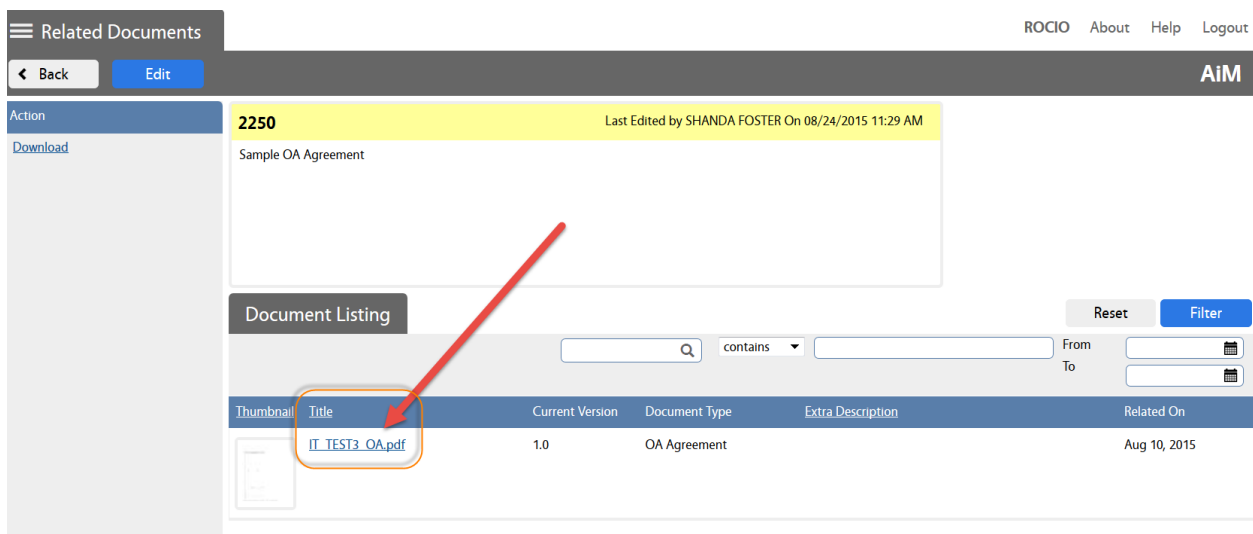 Related Documents
ROCIO About Help Logout
Back Edit
AiM
Action
Download
2250 Last Edited by SHANDA FOSTER On 08/24/2015 11:29 AM
Sample OA Agreement
Document Listing
Reset Filter
contains
From
To
Thumbnail Title Current Version Document Type Extra Description Related On
IT_TEST3_OA.pdf 1.0 OA Agreement Aug 10, 2015